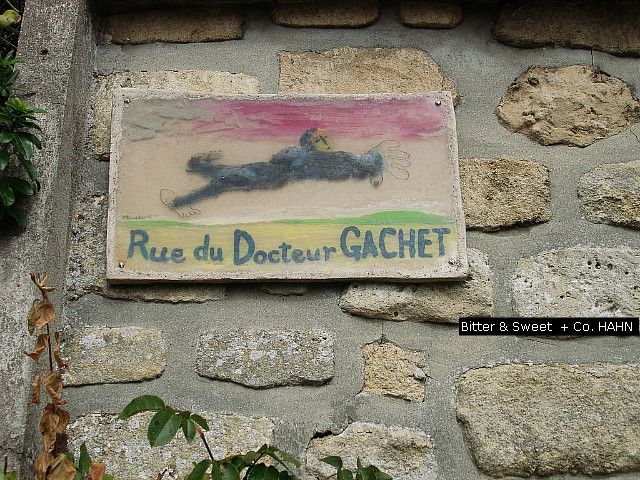 Rue du Docteur GACHET
Bitter & Sweet + Co. HAHN